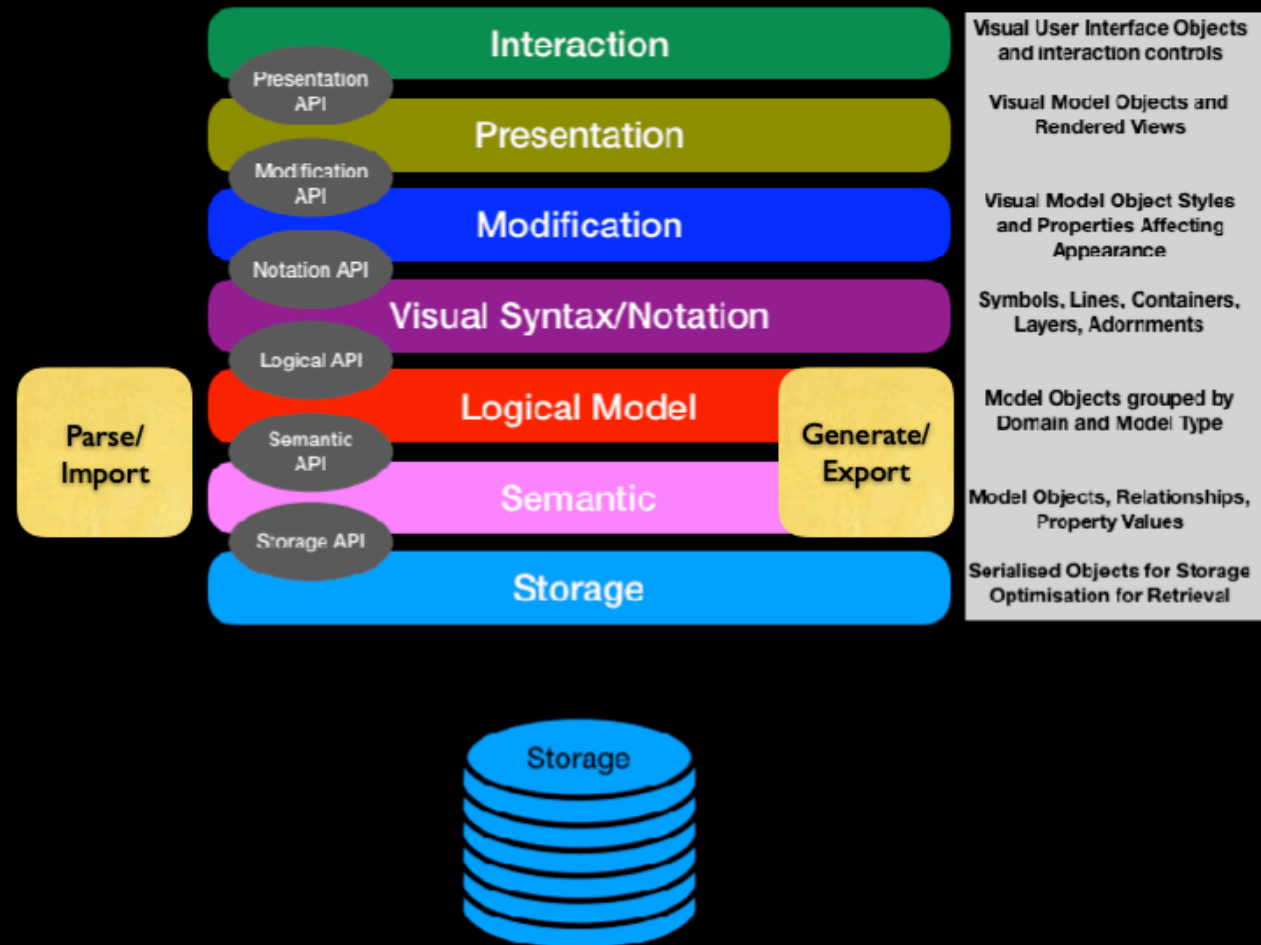 Interaction
Visual User Interface Objects
and interaction controls
Presentation
API
Presentation
Visual Model Objects and
Rendered Views
Modification
API
Modification
Visual Model Object Styles
and Properties Affecting
Appearance
Notation API
Visual Syntax/Notation
Symbols, Lines, Containers,
Layers, Adornments
Logical API
Logical Model
Model Objects grouped by
Domain and Model Type
Parse/
Import
Generate/
Export
Semantic
API
Semantic
Model Objects, Relationships,
Property Values
Storage API
Storage
Serialised Objects for Storage
Optimisation for Retrieval
Storage